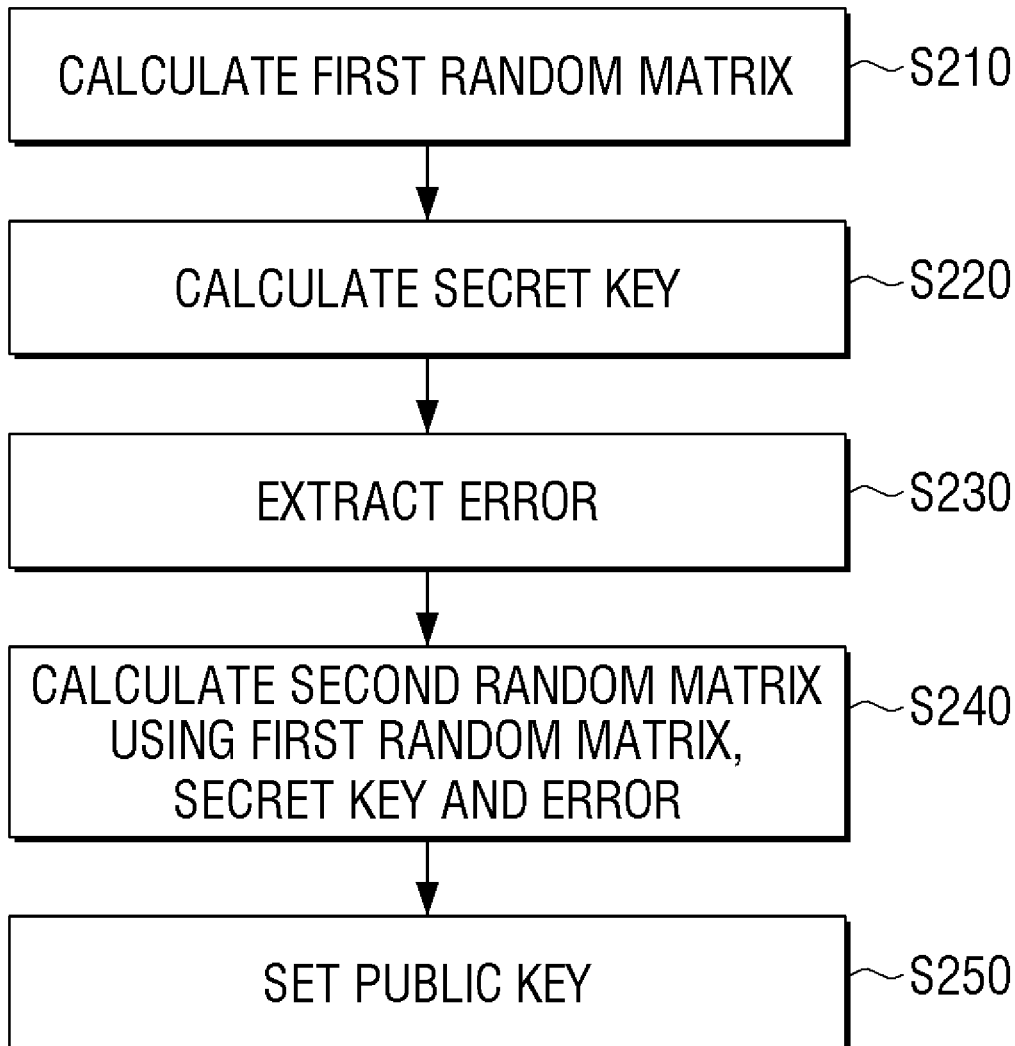 CALCULATE FIRST RANDOM MATRIX
S210
CALCULATE SECRET KEY
S220
EXTRACT ERROR
S230
CALCULATE SECOND RANDOM MATRIX
USING FIRST RANDOM MATRIX,
SECRET KEY AND ERROR
S240
SET PUBLIC KEY
S250